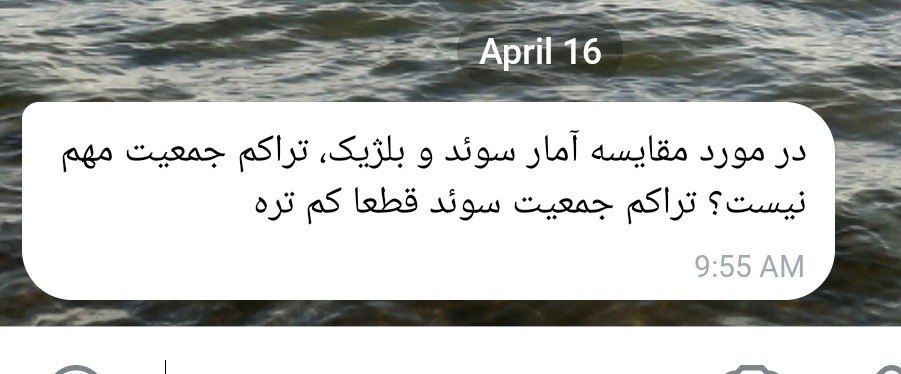 April 16
در مورد مقایسه آمار سوئد و بلژیک، تراکم جمعیت مهم
نیست؟ تراکم جمعیت سوئد قطعا کم تره
9:55 AM